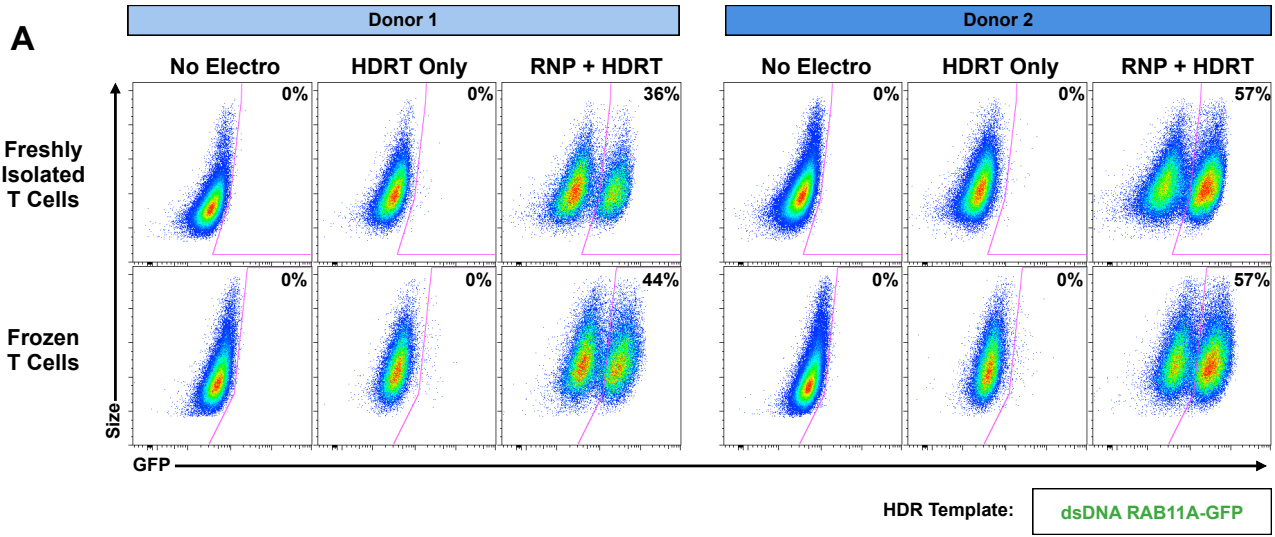 A
Donor 1
Donor 2
No Electro
HDRT Only
RNP + HDRT
No Electro
HDRT Only
RNP + HDRT
Freshly
Isolated
T Cells
0%
0%
36%
0%
0%
57%
Frozen
T Cells
0%
0%
44%
0%
0%
57%
Size
GFP
HDR Template:
dsDNA RAB11A-GFP